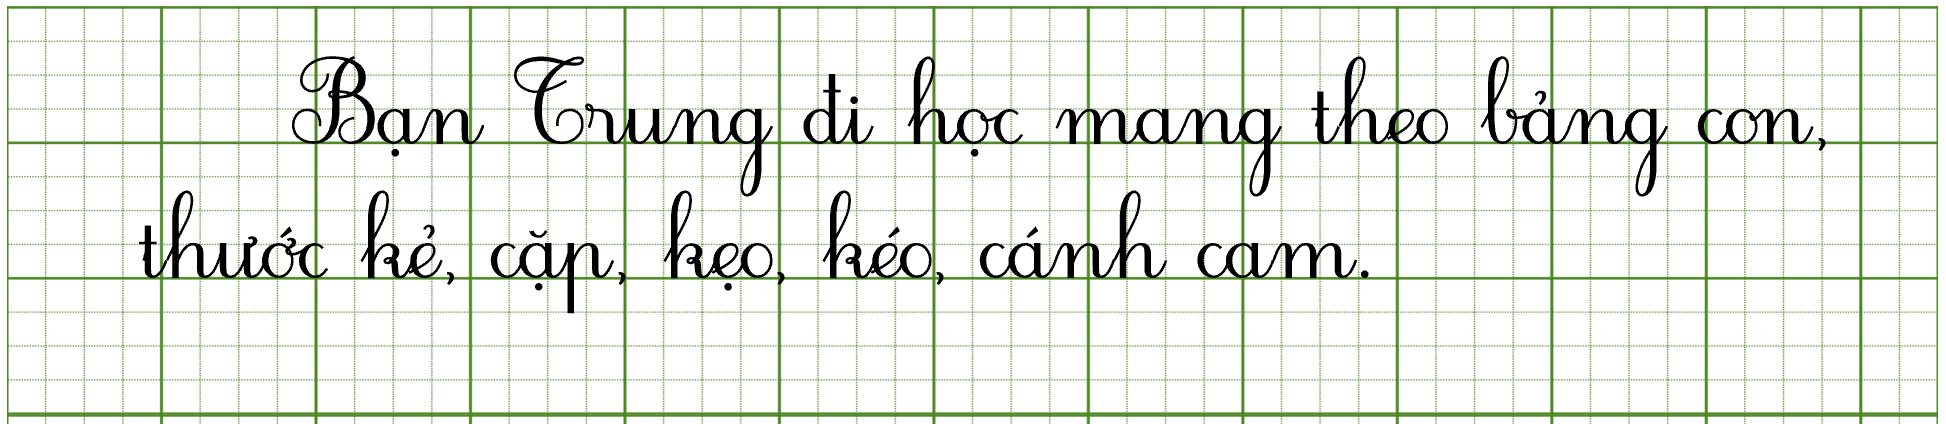 Bạn Trung đi học mang theo bảng con,
thước kẻ, cặp, kẹo, kéo, cánh cam.